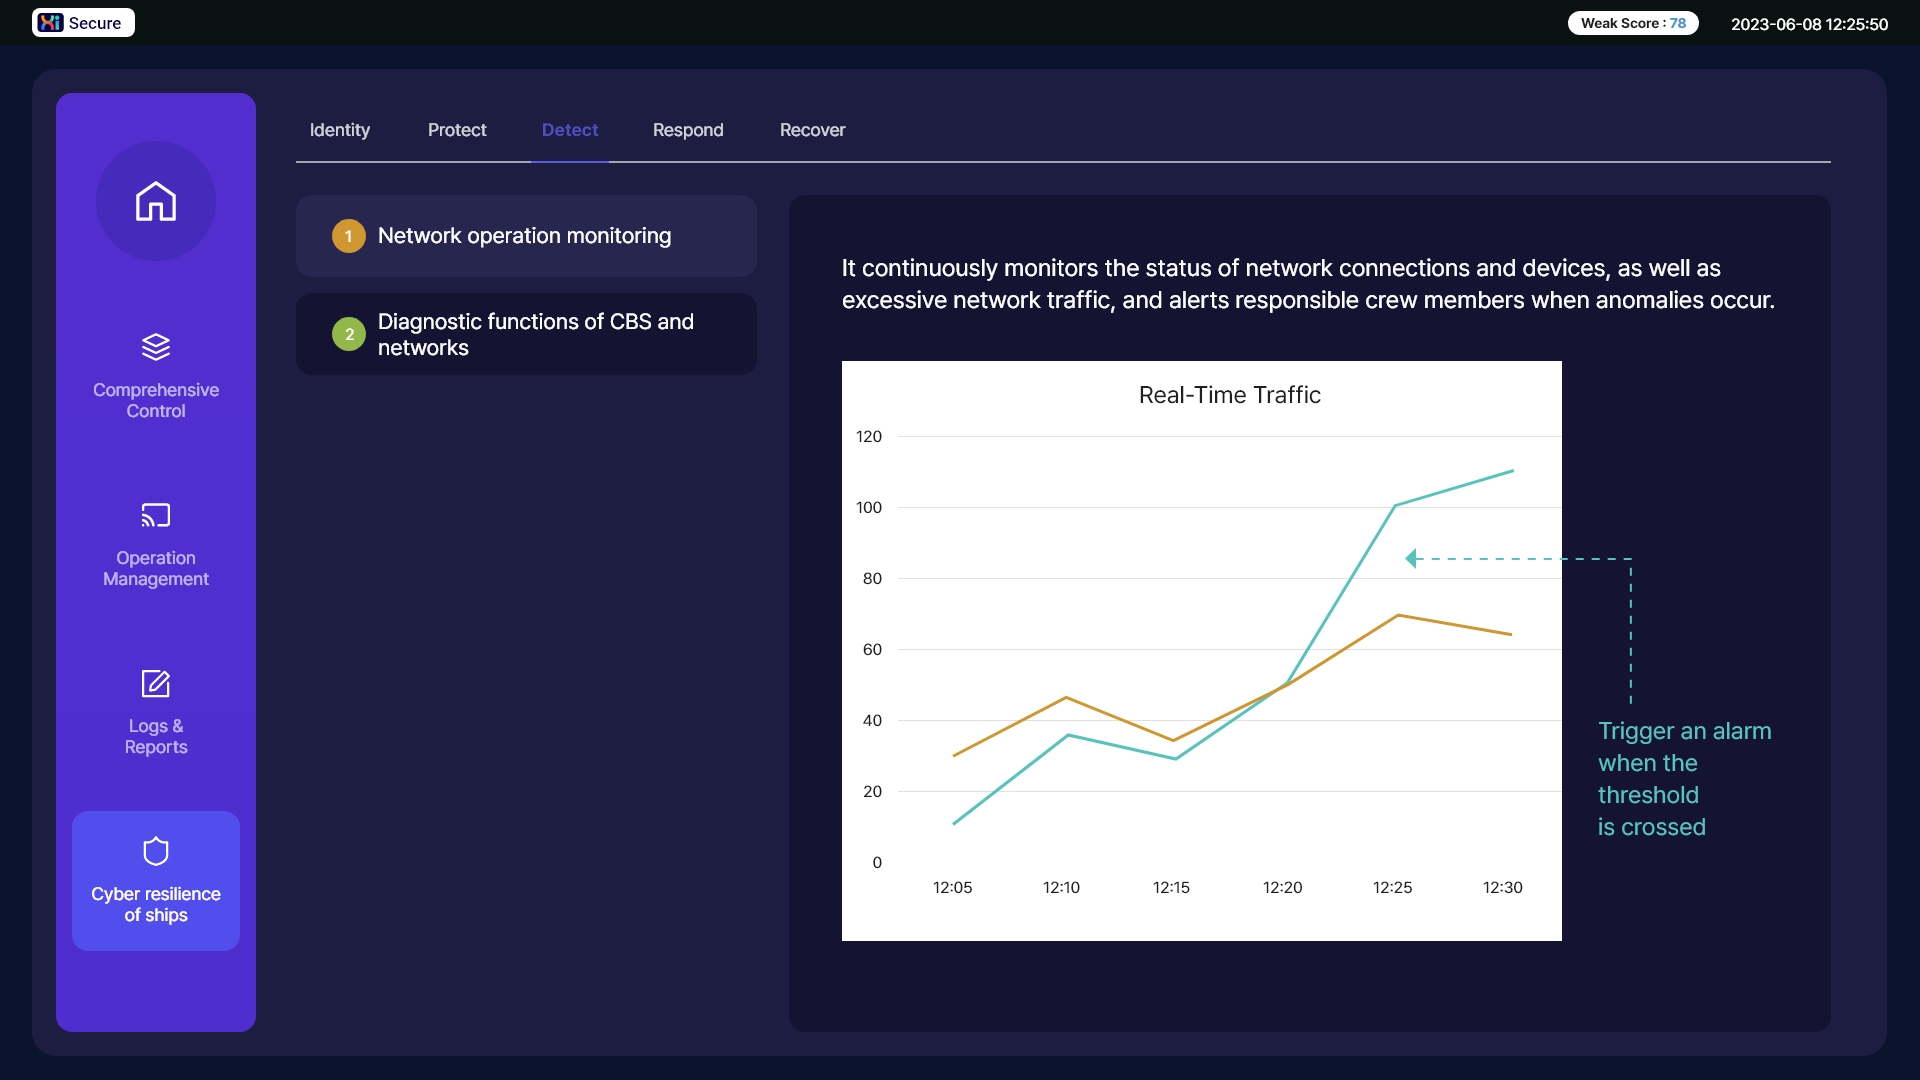 Xi Secure
Weak Score : 78
2023-06-08 12:25:50
Identity
Protect
Detect
Respond
Recover
Comprehensive
Control
Operation
Management
Logs &
Reports
Cyber resilience
of ships
1 Network operation monitoring
2 Diagnostic functions of CBS and
networks
It continuously monitors the status of network connections and devices, as well as
excessive network traffic, and alerts responsible crew members when anomalies occur.
Real-Time Traffic
120
100
80
60
40
20
0
12:05
12:10
12:15
12:20
12:25
12:30
Trigger an alarm
when the
threshold
is crossed